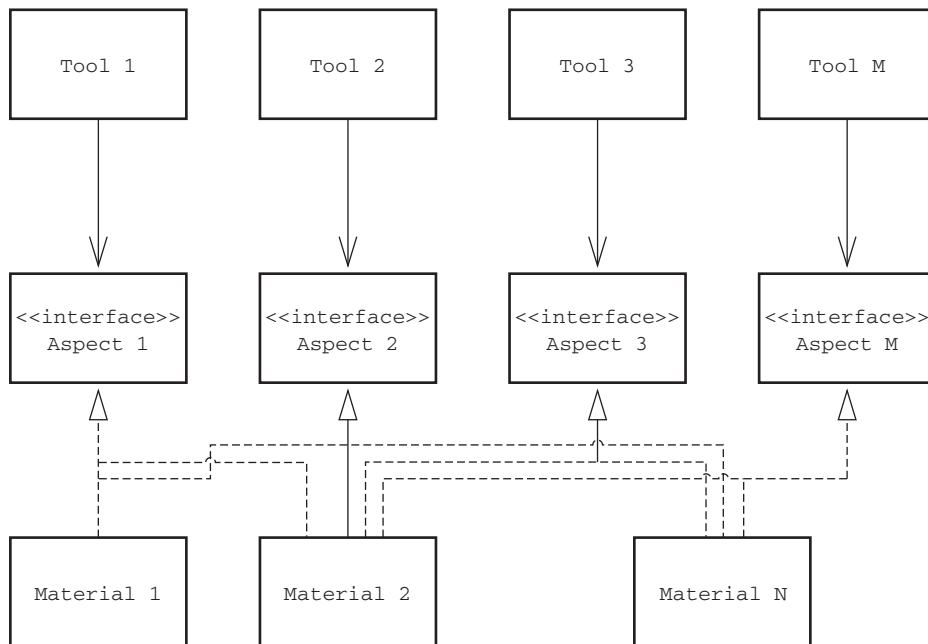 Tool 1
Tool 2
Tool 3
Tool M
<<interface>>
Aspect 1
<<interface>>
Aspect 2
<<interface>>
Aspect 3
<<interface>>
Aspect M
Material 1
Material 2
Material N